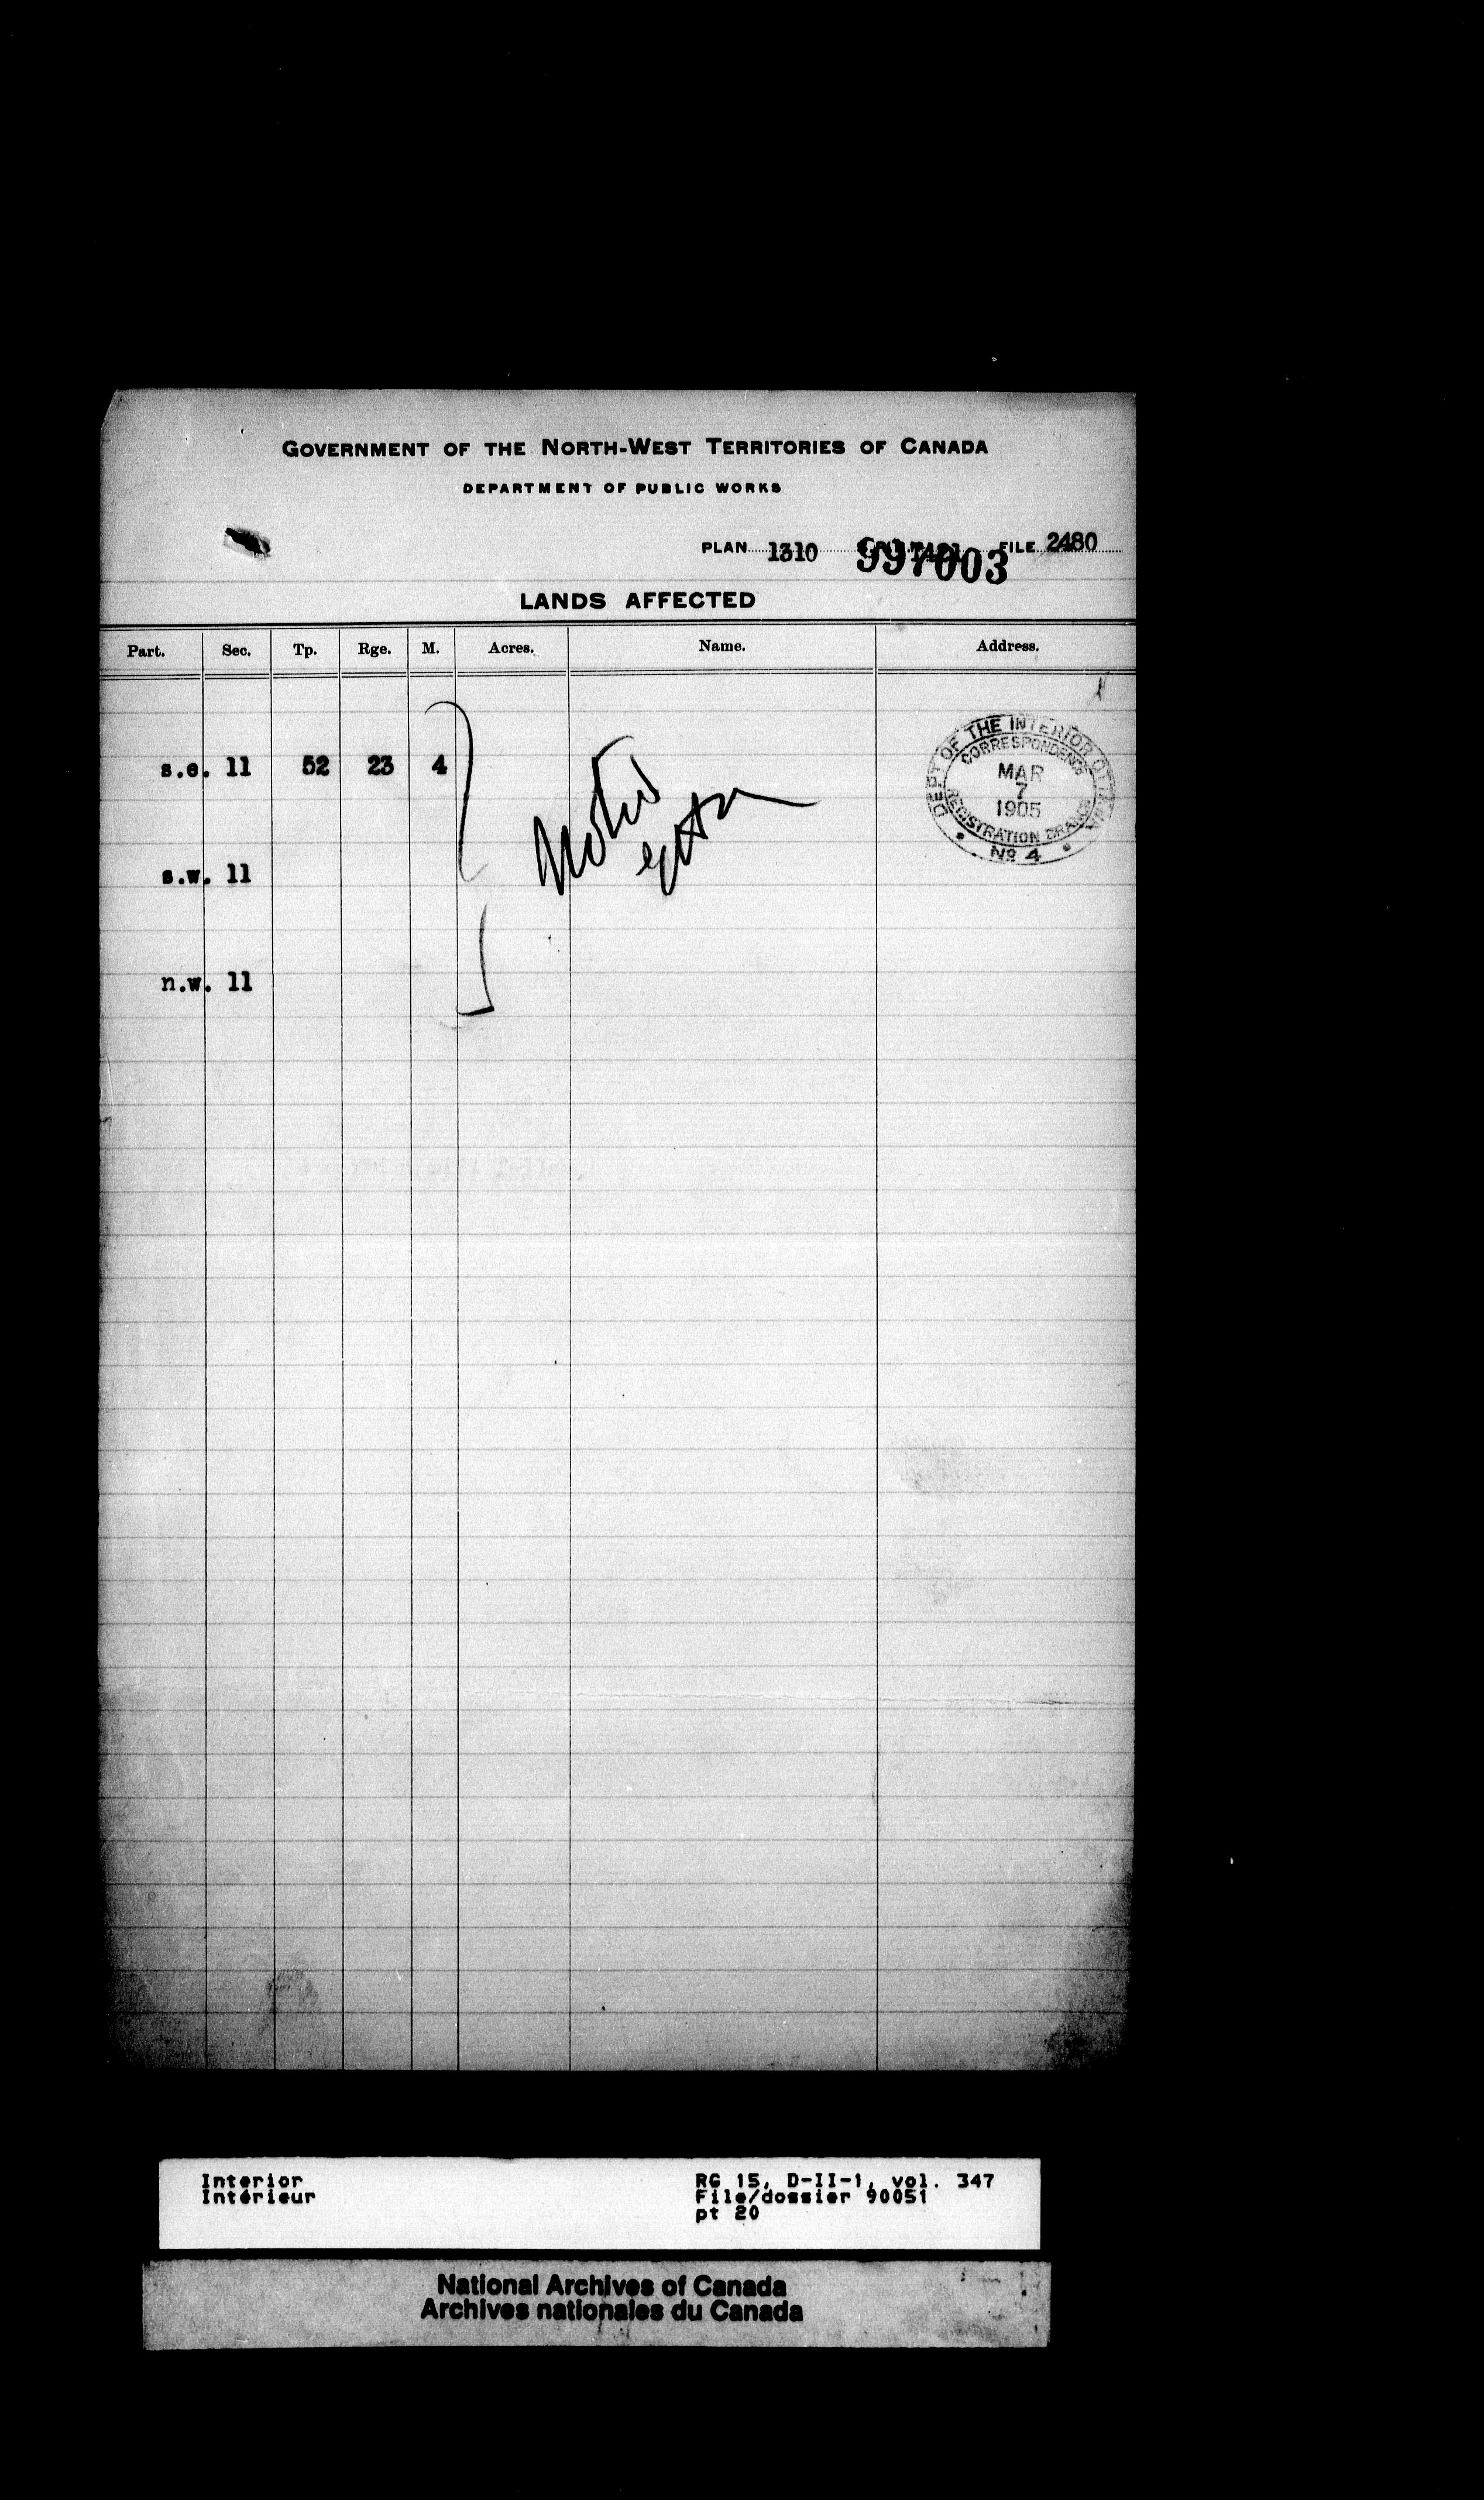 GOVERNMENT OF THE NORTH-WEST TERRITORIES OF CANADA
DEPARTMENT OF PUBLIC WORKS
PLAN 1310 997003 FILE 2480
LANDS AFFECTED
Part. Sec. Tp. Rge. M. Acres. Name. Address.
DEPT OF THE INTERIOR OTTAWA
CORRESPONDENCE
MAR
7
1905
REGISTRATION BRANCH
No 4
s.e. 11 52 23 4
Noted
s.w. 11
n.w. 11
Interior RG 15, D-II-1, vol. 347
Intérieur File/dossier 90051
pt 20
National Archives of Canada
Archives nationales du Canada